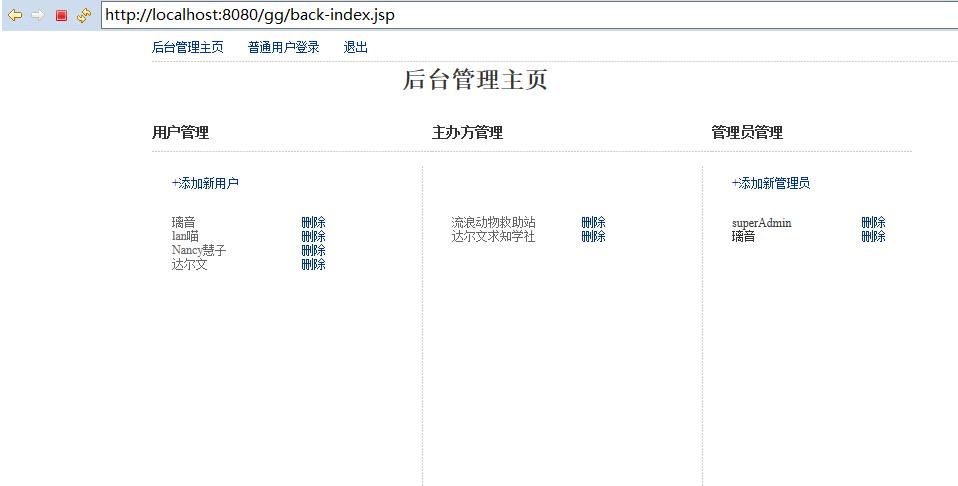 http://localhost:8080/gg/back-index.jsp
后台管理主页 普通用户登录 退出
后台管理主页
用户管理 主办方管理 管理员管理
+添加新用户 +添加新管理员
璃音 删除 流浪动物救助站 删除 superAdmin 删除
lan喵 删除 达尔文求知学社 删除 璃音 删除
Nancy慧子 删除
达尔文 删除